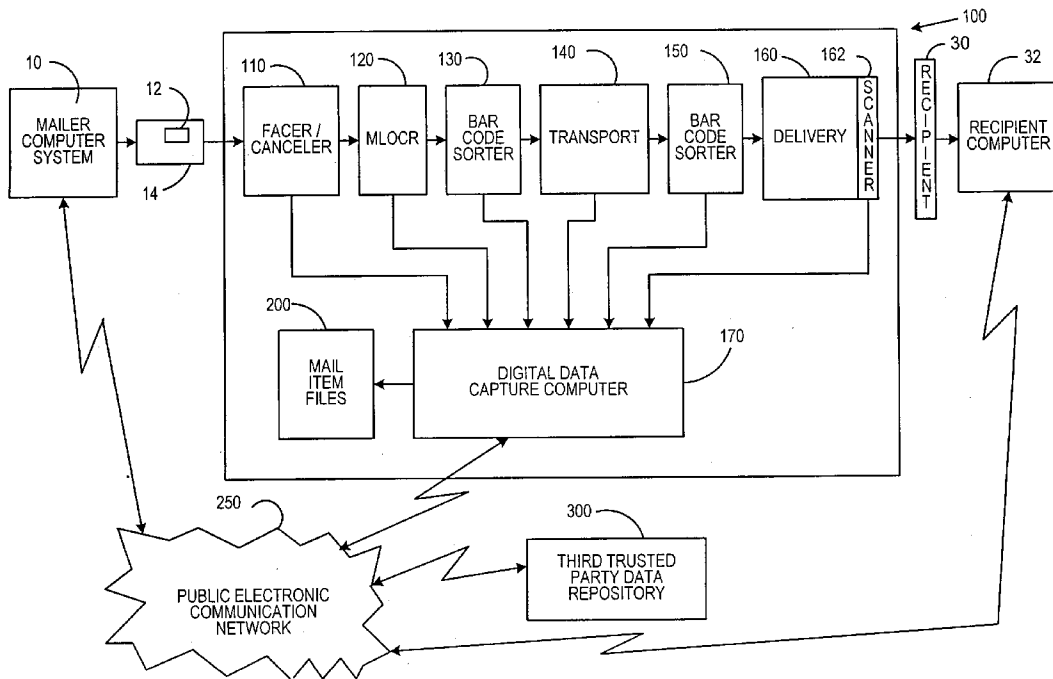 100
10
12
14
110
120
130
140
150
160
162
30
32
MAILER
COMPUTER
SYSTEM
FACER /
CANCELER
MLOCR
BAR
CODE
SORTER
TRANSPORT
BAR
CODE
SORTER
DELIVERY
SCANNER
RECIPIENT
RECIPIENT
COMPUTER
200
MAIL
ITEM
FILES
DIGITAL DATA
CAPTURE COMPUTER
170
250
PUBLIC ELECTRONIC
COMMUNICATION
NETWORK
300
THIRD TRUSTED
PARTY DATA
REPOSITORY